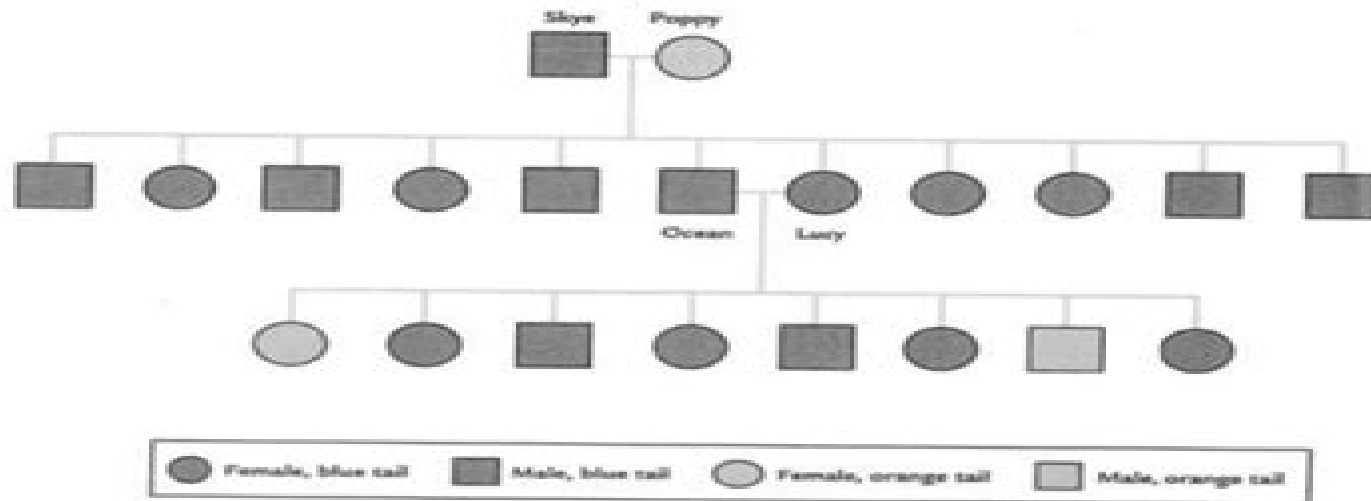 Skye Poppy
Ocean Lucy
Female, blue tail Male, blue tail Female, orange tail Male, orange tail